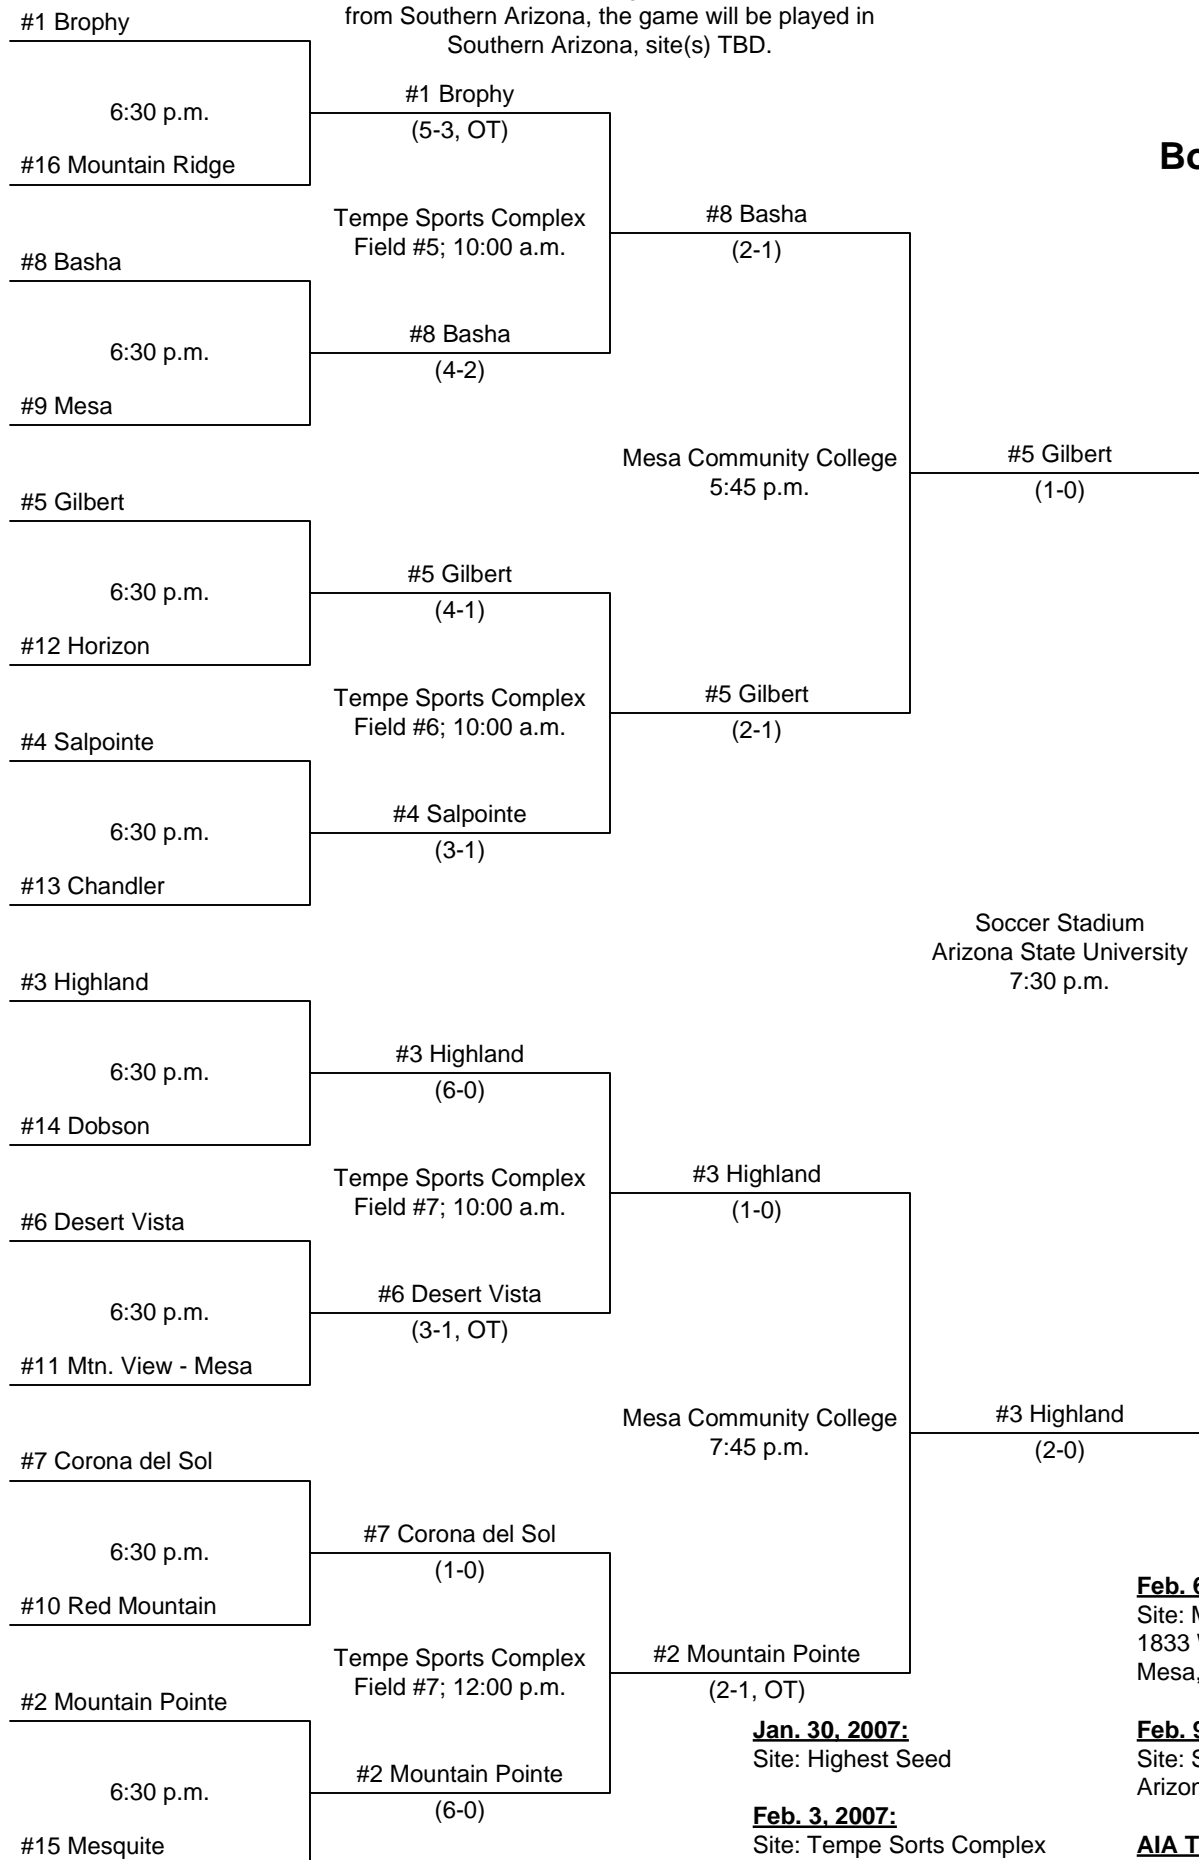 from Southern Arizona, the game will be played in
Southern Arizona, site(s) TBD.
#1 Brophy
6:30 p.m.
#16 Mountain Ridge
#8 Basha
6:30 p.m.
#9 Mesa
#5 Gilbert
6:30 p.m.
#12 Horizon
#4 Salpointe
6:30 p.m.
#13 Chandler
#3 Highland
6:30 p.m.
#14 Dobson
#6 Desert Vista
6:30 p.m.
#11 Mtn. View - Mesa
#7 Corona del Sol
6:30 p.m.
#10 Red Mountain
#2 Mountain Pointe
6:30 p.m.
#15 Mesquite
#1 Brophy
(5-3, OT)
Tempe Sports Complex
Field #5; 10:00 a.m.
#8 Basha
(4-2)
#5 Gilbert
(4-1)
Tempe Sports Complex
Field #6; 10:00 a.m.
#4 Salpointe
(3-1)
#3 Highland
(6-0)
Tempe Sports Complex
Field #7; 10:00 a.m.
#6 Desert Vista
(3-1, OT)
#7 Corona del Sol
(1-0)
Tempe Sports Complex
Field #7; 12:00 p.m.
#2 Mountain Pointe
(6-0)
#8 Basha
(2-1)
Mesa Community College
5:45 p.m.
#5 Gilbert
(2-1)
#3 Highland
(1-0)
Mesa Community College
7:45 p.m.
#2 Mountain Pointe
(2-1, OT)
#5 Gilbert
(1-0)
Soccer Stadium
Arizona State University
7:30 p.m.
#3 Highland
(2-0)
Jan. 30, 2007:
Site: Highest Seed
Feb. 3, 2007:
Site: Tempe Sorts Complex
Feb.
Site:
1833
Mesa,
Feb.
Site:
AIA